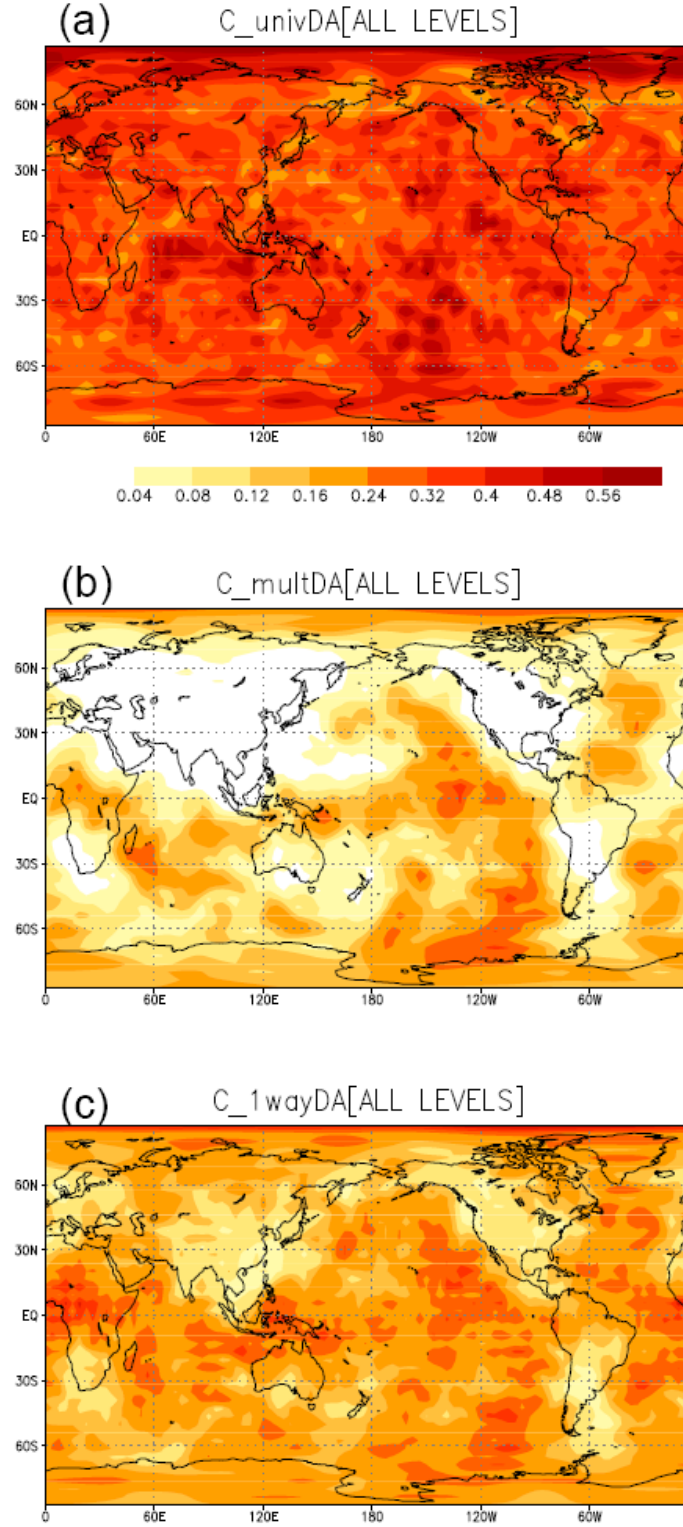 (a) C_univDA[ALL LEVELS]
60N
30N
EQ
30S
60S
0 60E 120E 180 120W 60W
0.04 0.08 0.12 0.16 0.24 0.32 0.4 0.48 0.56
(b) C_multDA[ALL LEVELS]
60N
30N
EQ
30S
60S
0 60E 120E 180 120W 60W
(c) C_1wayDA[ALL LEVELS]
60N
30N
EQ
30S
60S
0 60E 120E 180 120W 60W